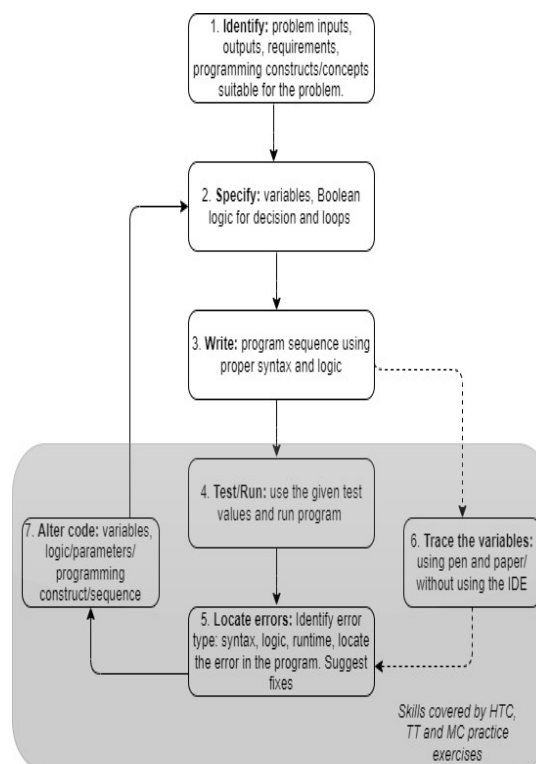 1. Identify: problem inputs,
outputs, requirements,
programming constructs/concepts
suitable for the problem.
2. Specify: variables, Boolean
logic for decision and loops
3. Write: program sequence using
proper syntax and logic
4. Test/Run: use the given test
values and run program
7. Alter code: variables,
logic/parameters/
programming
construct/sequence
6. Trace the variables:
using pen and paper/
without using the IDE
5. Locate errors: Identify error
type: syntax, logic, runtime, locate
the error in the program. Suggest
fixes
Skills covered by HTC,
TT and MC practice
exercises